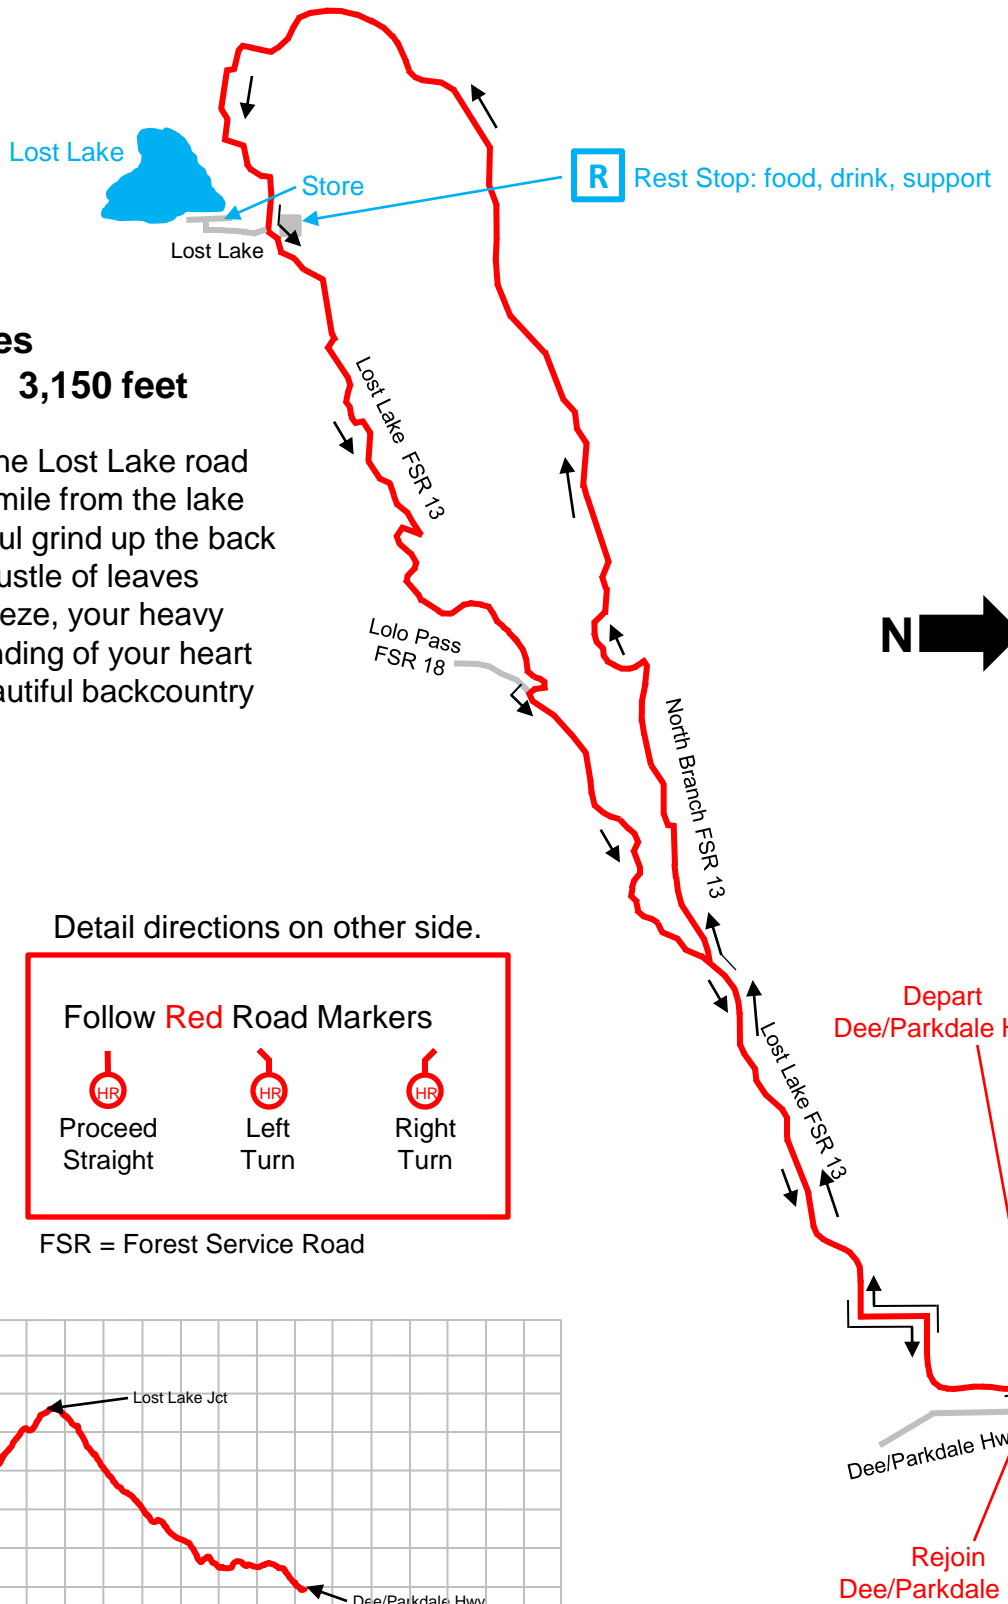 Lost Lake
Store
R
Rest Stop: food, drink, support
Lost Lake
es
3,150 feet
he Lost Lake road
mile from the lake
ul grind up the back
ustle of leaves
eze, your heavy
nding of your heart
autiful backcountry
Lost Lake FSR 13
Lolo Pass
FSR 18
N
North Branch FSR 13
Detail directions on other side.
Follow Red Road Markers
HR
HR
HR
Proceed
Straight
Left
Turn
Right
Turn
FSR = Forest Service Road
Depart
Dee/Parkdale H
Lost Lake FSR 13
Lost Lake Jct
Dee/Parkdale Hwy
Dee/Parkdale Hw
Rejoin
Dee/Parkdale